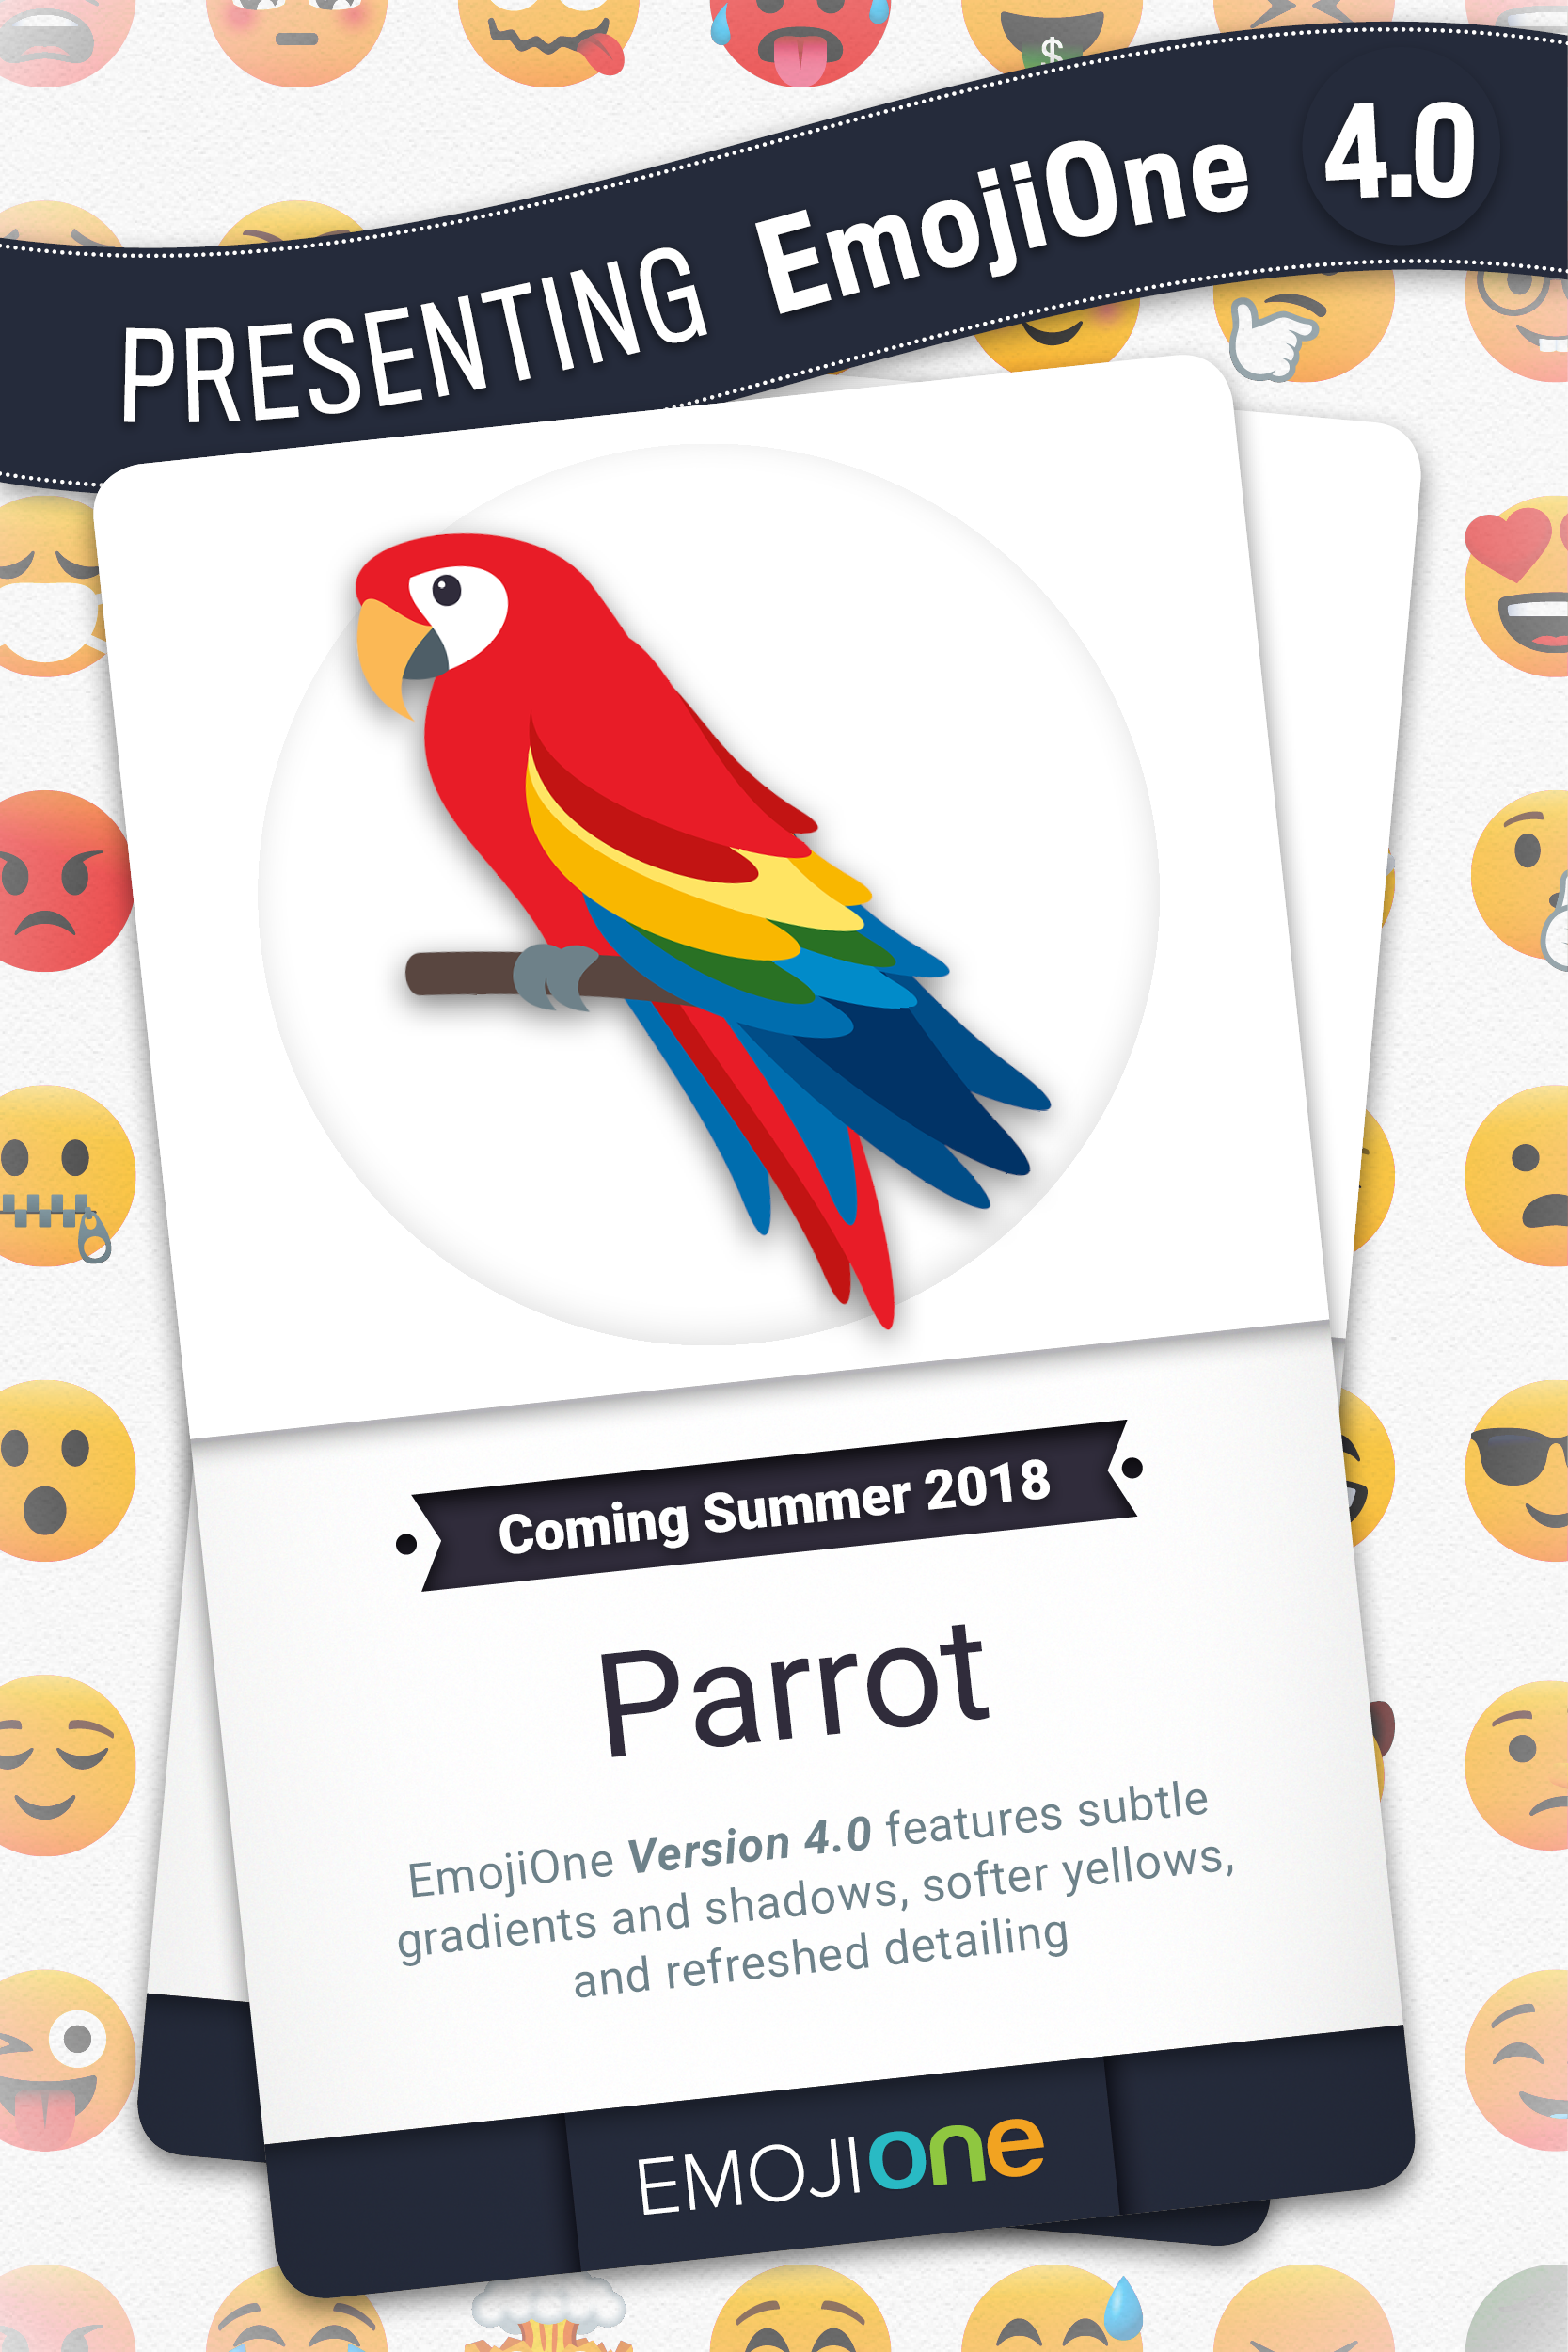 PRESENTING EmojiOne 4.0
$
Coming Summer 2018
Parrot
EmojiOne Version 4.0 features subtle
gradients and shadows, softer yellows,
and refreshed detailing
EMOJIone